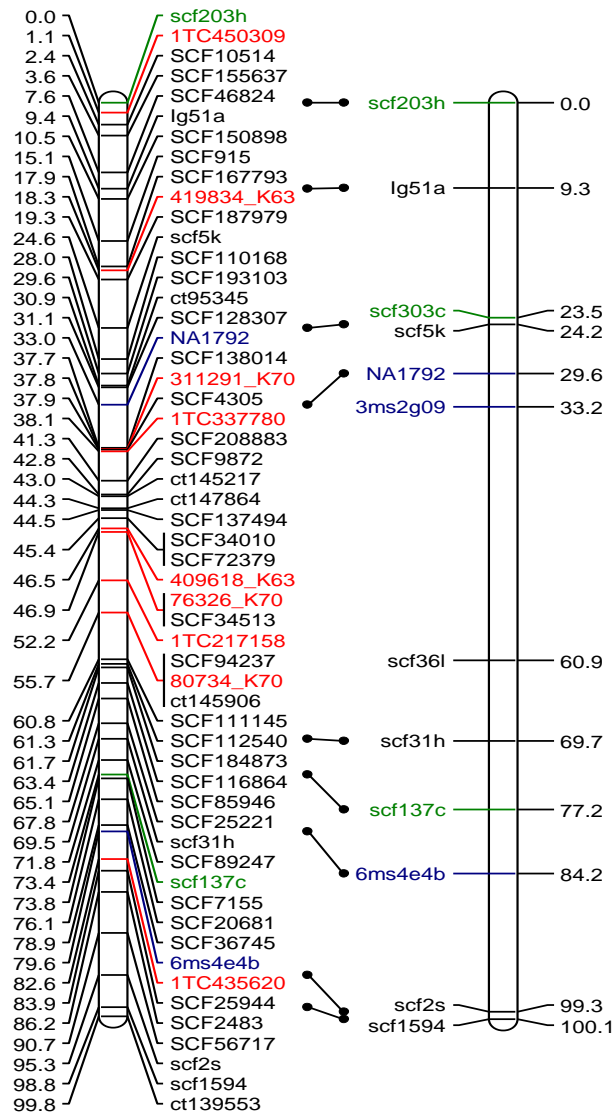 0.0 scf203h
1.1 1TC450309
2.4 SCF10514
3.6 SCF155637
7.6 SCF46824
9.4 lg51a
10.5 SCF150898
15.1 SCF915
17.9 SCF167793
18.3 419834_K63
19.3 SCF187979
24.6 scf5k
28.0 SCF110168
29.6 SCF193103
30.9 ct95345
31.1 SCF128307
33.0 NA1792
37.7 SCF138014
37.8 311291_K70
37.9 SCF4305
38.1 1TC337780
41.3 SCF208883
42.8 SCF9872
43.0 ct145217
44.3 ct147864
44.5 SCF137494
45.4 SCF34010
SCF72379
46.5 409618_K63
46.9 76326_K70
SCF34513
52.2 1TC217158
SCF94237
55.7 80734_K70
ct145906
60.8 SCF111145
61.3 SCF112540
61.7 SCF184873
63.4 SCF116864
65.1 SCF85946
67.8 SCF25221
69.5 scf31h
71.8 SCF89247
73.4 scf137c
73.8 SCF7155
76.1 SCF20681
78.9 SCF36745
79.6 6ms4e4b
82.6 1TC435620
83.9 SCF25944
86.2 SCF2483
90.7 SCF56717
95.3 scf2s
98.8 scf1594
99.8 ct139553
scf203h 0.0
lg51a 9.3
scf303c 23.5
scf5k 24.2
NA1792 29.6
3ms2g09 33.2
scf36l 60.9
scf31h 69.7
scf137c 77.2
6ms4e4b 84.2
scf2s 99.3
scf1594 100.1